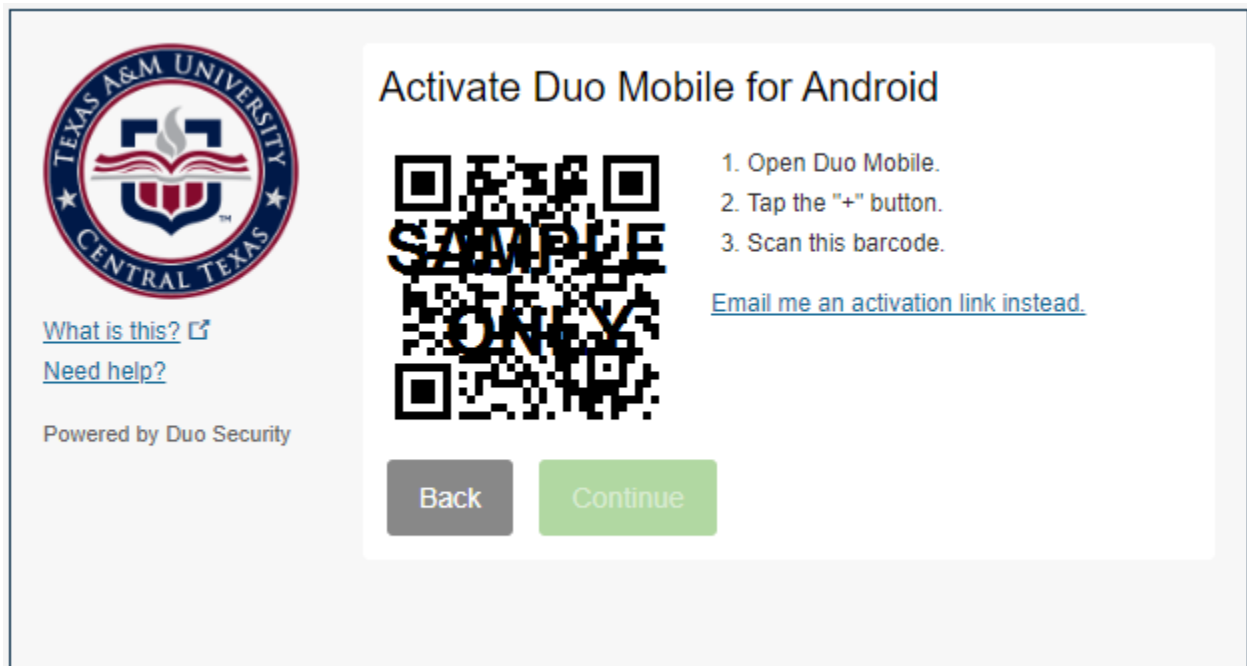 TEXAS A&M UNIVERSITY
CENTRAL TEXAS
TM
What is this?
Need help?
Powered by Duo Security
Activate Duo Mobile for Android
SAMPLE
ONLY
1. Open Duo Mobile.
2. Tap the "+" button.
3. Scan this barcode.
Email me an activation link instead.
Back
Continue